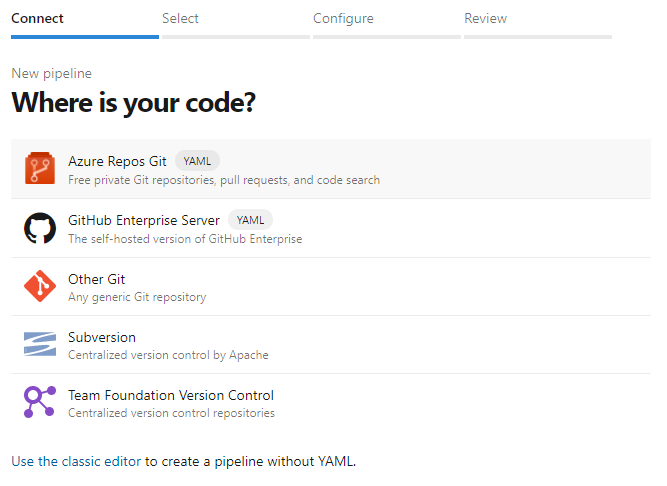 Connect Select Configure Review
New pipeline
Where is your code?
Azure Repos Git YAML
Free private Git repositories, pull requests, and code search
GitHub Enterprise Server YAML
The self-hosted version of GitHub Enterprise
Other Git
Any generic Git repository
Subversion
Centralized version control by Apache
Team Foundation Version Control
Centralized version control repositories
Use the classic editor to create a pipeline without YAML.